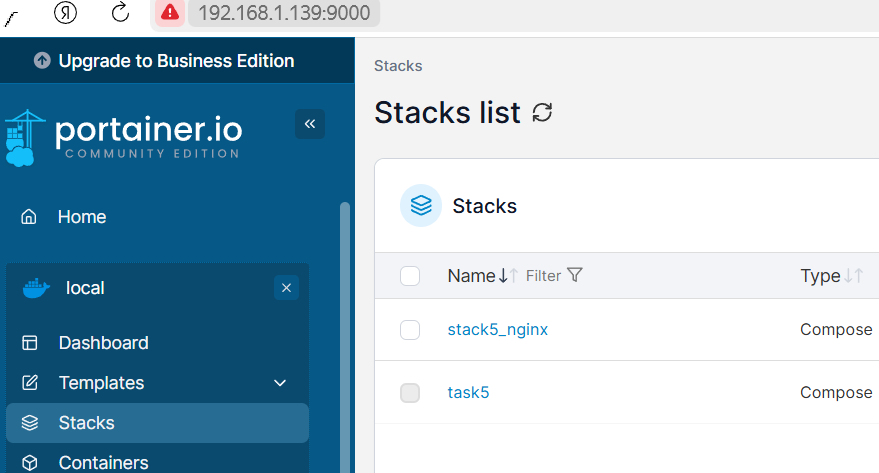 192.168.1.139:9000
Upgrade to Business Edition
portainer.io
COMMUNITY EDITION
Home
local
Dashboard
Templates
Stacks
Containers
Stacks
Stacks list
Stacks
Name Filter Type
stack5_nginx Compose
task5 Compose